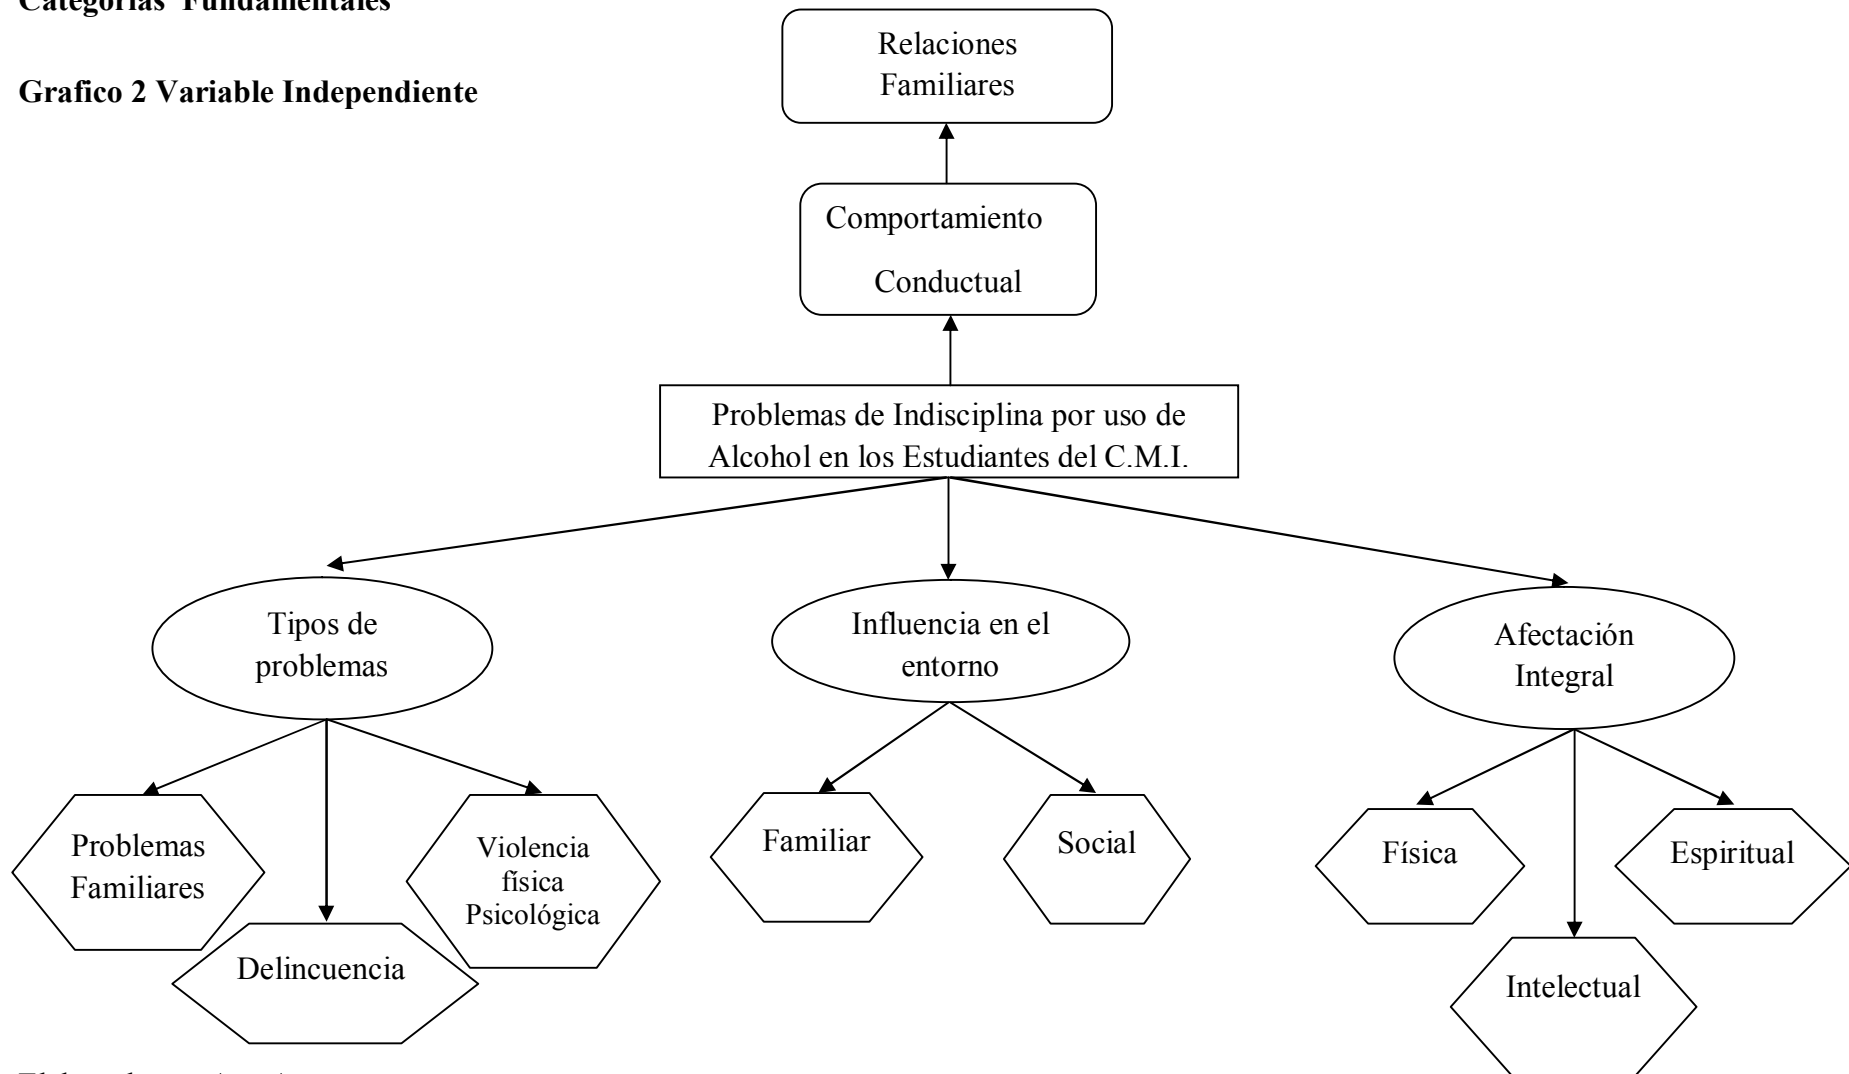 Categorías Fundamentales
Grafico 2 Variable Independiente
Relaciones
Familiares
Comportamiento
Conductual
Problemas de Indisciplina por uso de
Alcohol en los Estudiantes del C.M.I.
Tipos de
problemas
Influencia en el
entorno
Afectación
Integral
Problemas
Familiares
Delincuencia
Violencia
física
Psicológica
Familiar
Social
Física
Intelectual
Espiritual